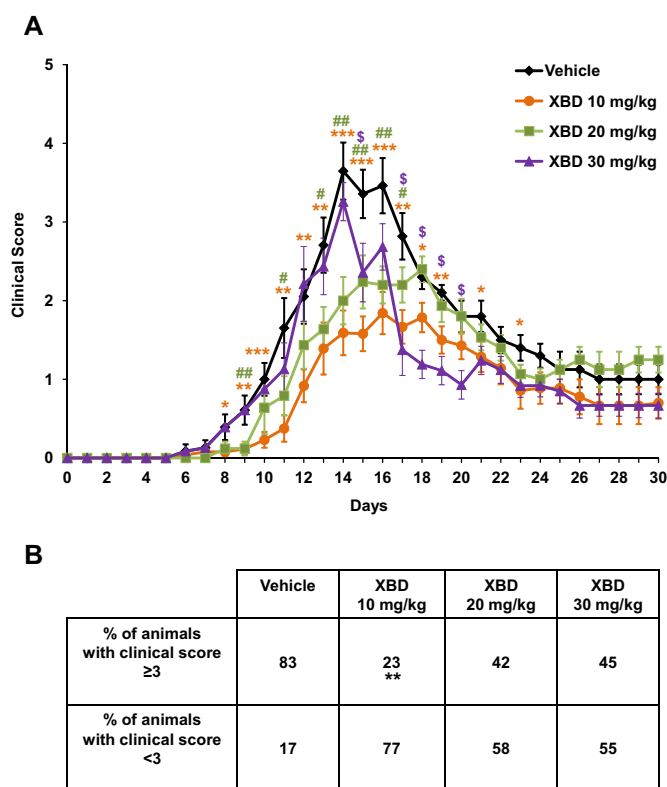 A
5
4
3
2
1
0
Clinical Score
Vehicle
XBD 10 mg/kg
XBD 20 mg/kg
XBD 30 mg/kg
*
##
**
***
#
**
**
#
**
##
***
$
##
***
##
***
$
#
**
$
*
$
**
$
*
*
0 2 4 6 8 10 12 14 16 18 20 22 24 26 28 30
Days
B
Vehicle
XBD
10 mg/kg
XBD
20 mg/kg
XBD
30 mg/kg
% of animals
with clinical score
≥3
83
23
**
42
45
% of animals
with clinical score
<3
17
77
58
55